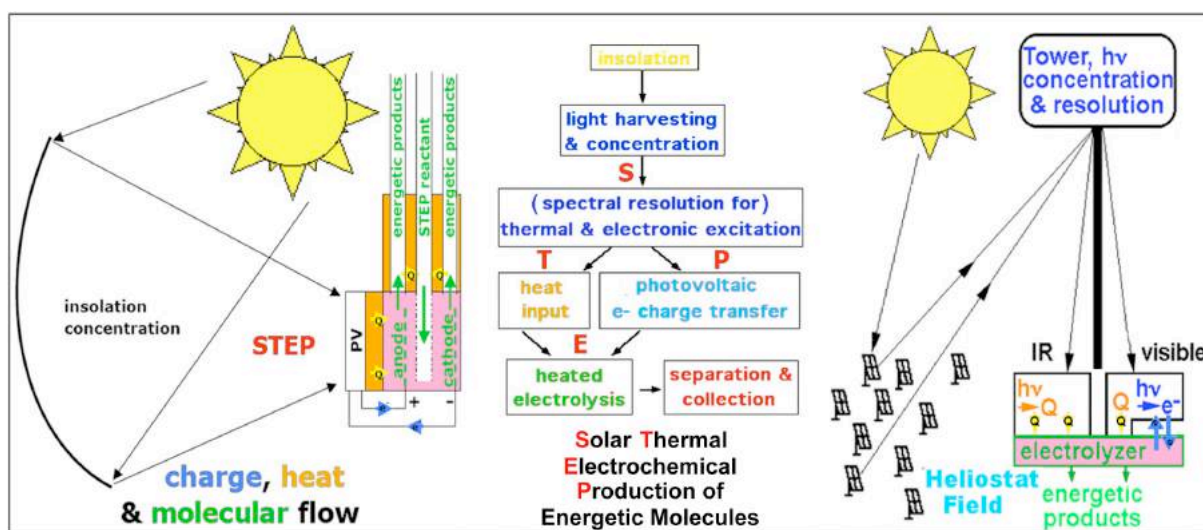 insolation
concentration
STEP
energetic products
STEP reactant
energetic products
Q
Q
Q
Q
PV
anode
cathode
+
-
e-
e-
charge, heat
& molecular flow
insolation
light harvesting
& concentration
S
(spectral resolution for)
thermal & electronic excitation
T
P
heat
input
photovoltaic
e- charge transfer
E
heated
electrolysis
separation &
collection
Solar Thermal
Electrochemical
Production of
Energetic Molecules
Tower, hν
concentration
& resolution
IR
visible
hν
Q
Q
Q
Q
hν
e-
Q
electrolyzer
Heliostat
Field
energetic
products